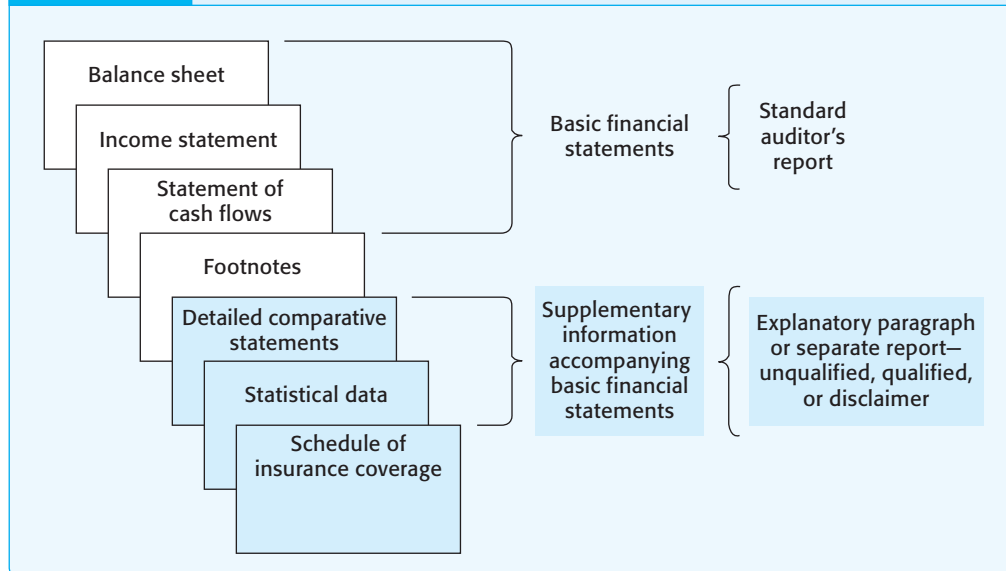 Balance sheet
Income statement
Statement of
cash flows
Footnotes
Detailed comparative
statements
Statistical data
Schedule of
insurance coverage
Basic financial
statements
Standard
auditor’s
report
Supplementary
information
accompanying
basic financial
statements
Explanatory paragraph
or separate report—
unqualified, qualified,
or disclaimer